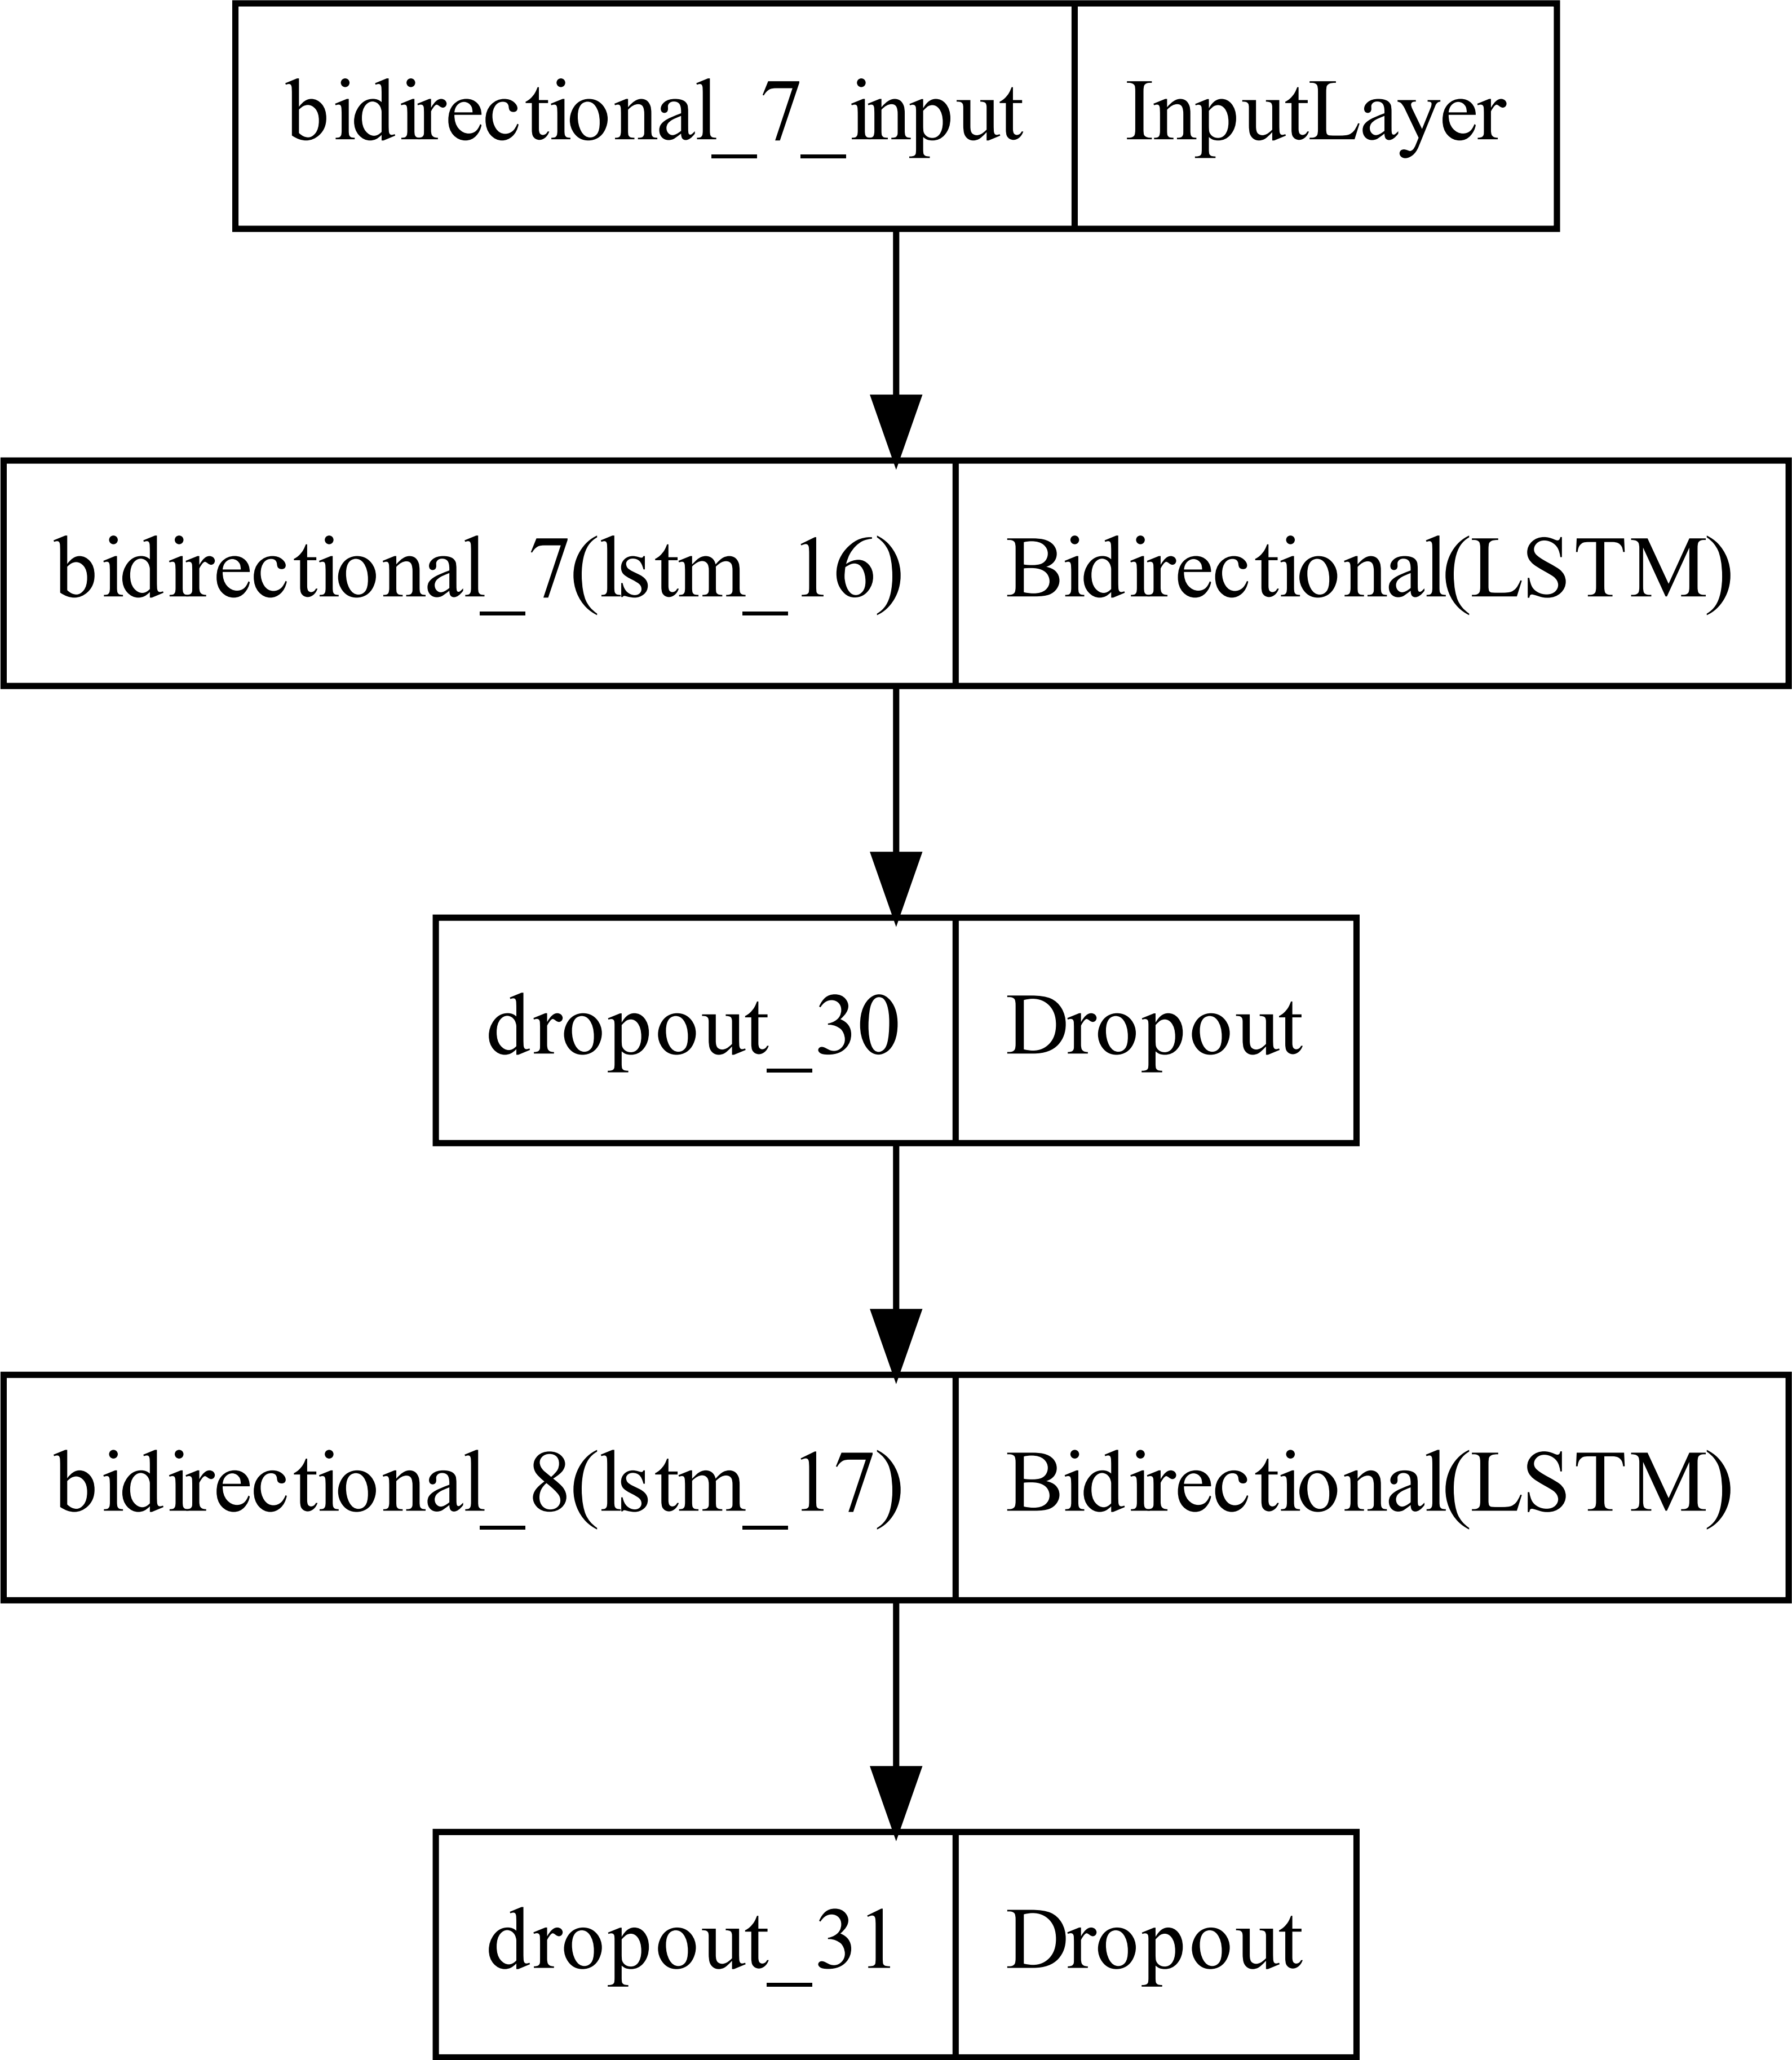 bidirectional_7_input InputLayer
bidirectional_7(lstm_16) Bidirectional(LSTM)
dropout_30 Dropout
bidirectional_8(lstm_17) Bidirectional(LSTM)
dropout_31 Dropout